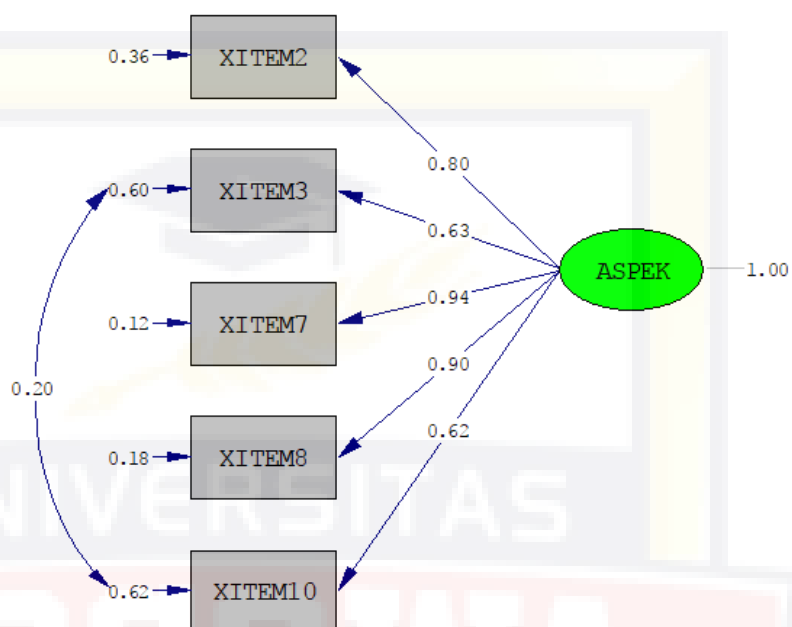 0.36 XITEM2
0.80
0.60 XITEM3
0.63
ASPEK 1.00
0.94
0.12 XITEM7
0.90
0.20
0.62
0.18 XITEM8
UNIVERSITAS
0.62 XITEM10